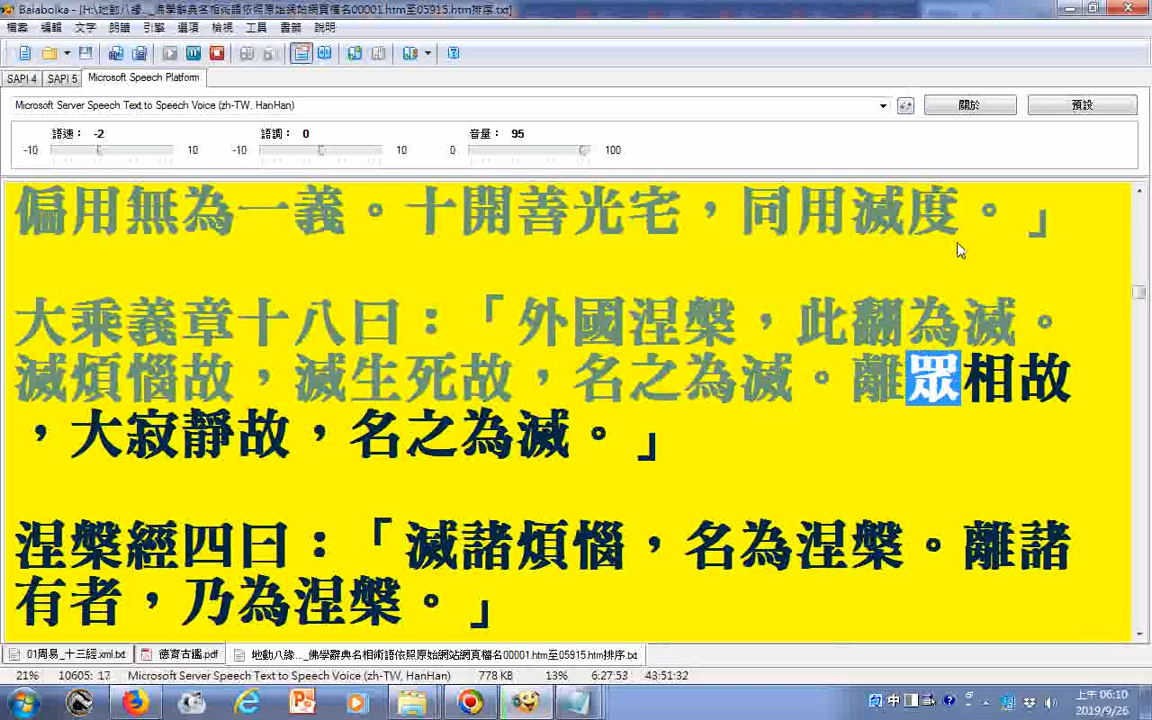 Balabolka - [H:\地動八緣..._佛學辭典名相術語依照原始網站網頁檔名00001.htm至05915.htm排序.txt]
檔案 編輯 文字 朗讀 引擎 選項 檢視 工具 書籤 說明
SAPI 4 SAPI 5 Microsoft Speech Platform
Microsoft Server Speech Text to Speech Voice (zh-TW, HanHan) 關於 預設
語速： -2 語調： 0 音量： 95
-10 10 -10 10 0 100
偏用無為一義。十開善光宅，同用滅度。」
大乘義章十八曰：「外國涅槃，此翻為滅。
滅煩惱故，滅生死故，名之為滅。離眾相故
，大寂靜故，名之為滅。」
涅槃經四曰：「滅諸煩惱，名為涅槃。離諸
有者，乃為涅槃。」
01周易_十三經.xml.txt 德育古鑑.pdf 地動八緣..._佛學辭典名相術語依照原始網站網頁檔名00001.htm至05915.htm排序.txt
21% 10605: 17 Microsoft Server Speech Text to Speech Voice (zh-TW, HanHan) 778 KB 13% 6:27:53 43:51:32
中 上午 06:10
2019/9/26